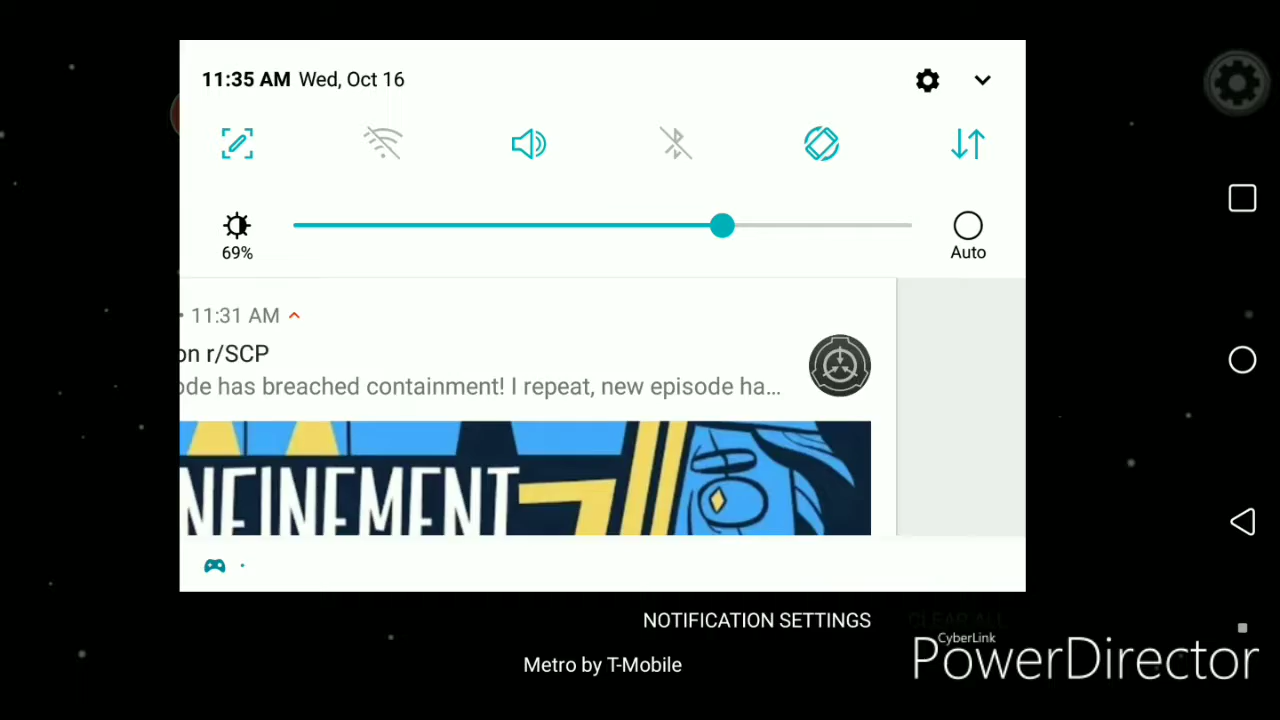 11:35 AM Wed, Oct 16
69%
Auto
• 11:31 AM
on r/SCP
ode has breached containment! I repeat, new episode ha...
NFINEMENT
NOTIFICATION SETTINGS
CLEAR ALL
CyberLink
PowerDirector
Metro by T-Mobile